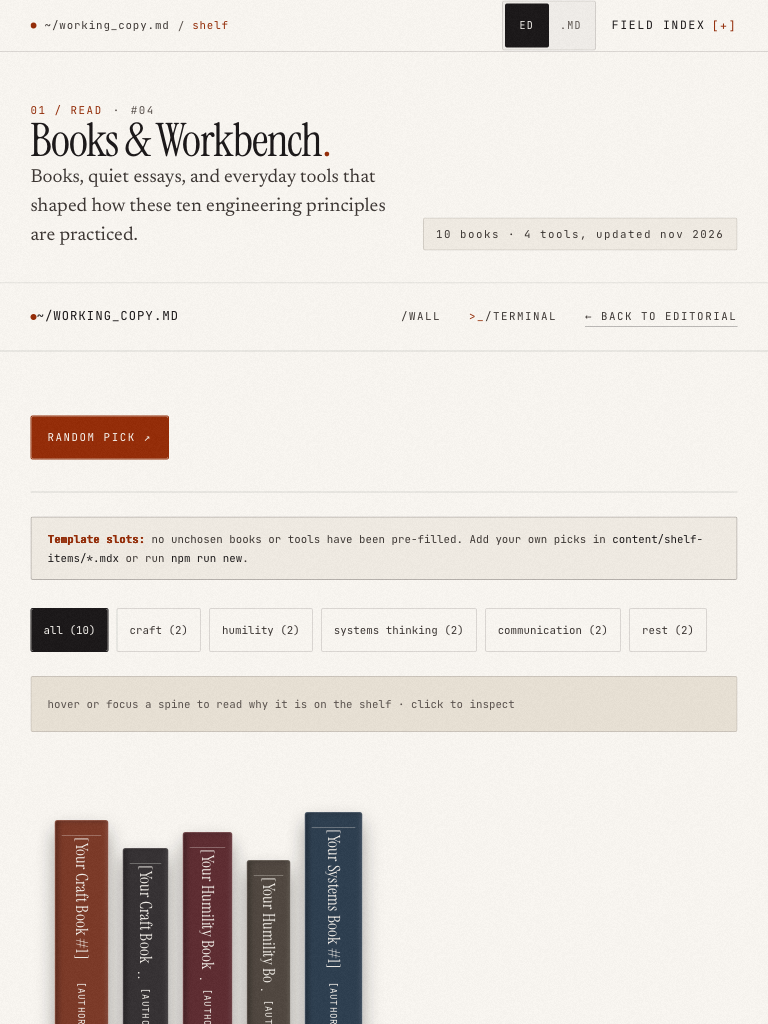 ● ~/working_copy.md / shelf
ED .MD FIELD INDEX [+]
01 / READ · #04
Books & Workbench.
Books, quiet essays, and everyday tools that
shaped how these ten engineering principles
are practiced.
10 books · 4 tools, updated nov 2026
●~/WORKING_COPY.MD
/WALL >_/TERMINAL ← BACK TO EDITORIAL
RANDOM PICK ↗
Template slots: no unchosen books or tools have been pre-filled. Add your own picks in content/shelf-
items/*.mdx or run npm run new.
all (10) craft (2) humility (2) systems thinking (2) communication (2) rest (2)
hover or focus a spine to read why it is on the shelf · click to inspect
[Your Craft Book #1] [AUTHOR
[Your Craft Book .. [AUTHO
[Your Humility Book . [AUTHOR
[Your Humility Bo . [AUTHO
[Your Systems Book #1] [AUTHOR